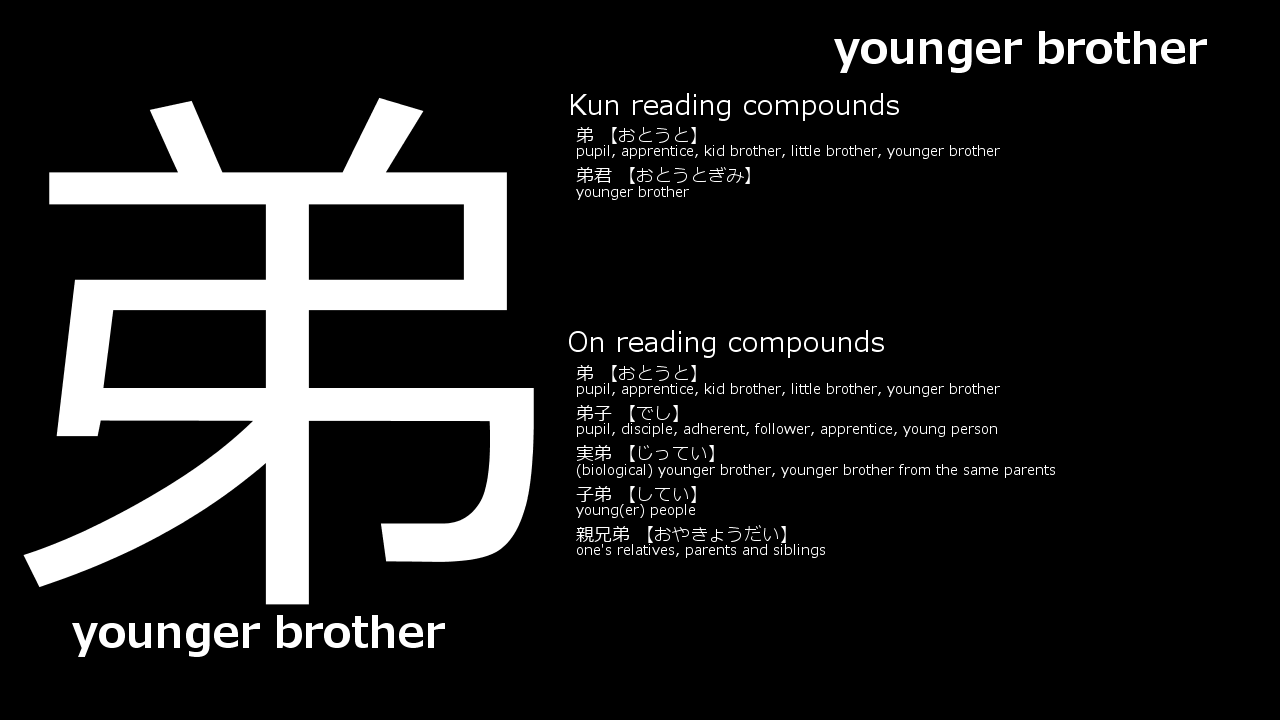 younger brother
弟
younger brother
Kun reading compounds
弟 【おとうと】
pupil, apprentice, kid brother, little brother, younger brother
弟君 【おとうとぎみ】
younger brother
On reading compounds
弟 【おとうと】
pupil, apprentice, kid brother, little brother, younger brother
弟子 【でし】
pupil, disciple, adherent, follower, apprentice, young person
実弟 【じってい】
(biological) younger brother, younger brother from the same parents
子弟 【してい】
young(er) people
親兄弟 【おやきょうだい】
one's relatives, parents and siblings